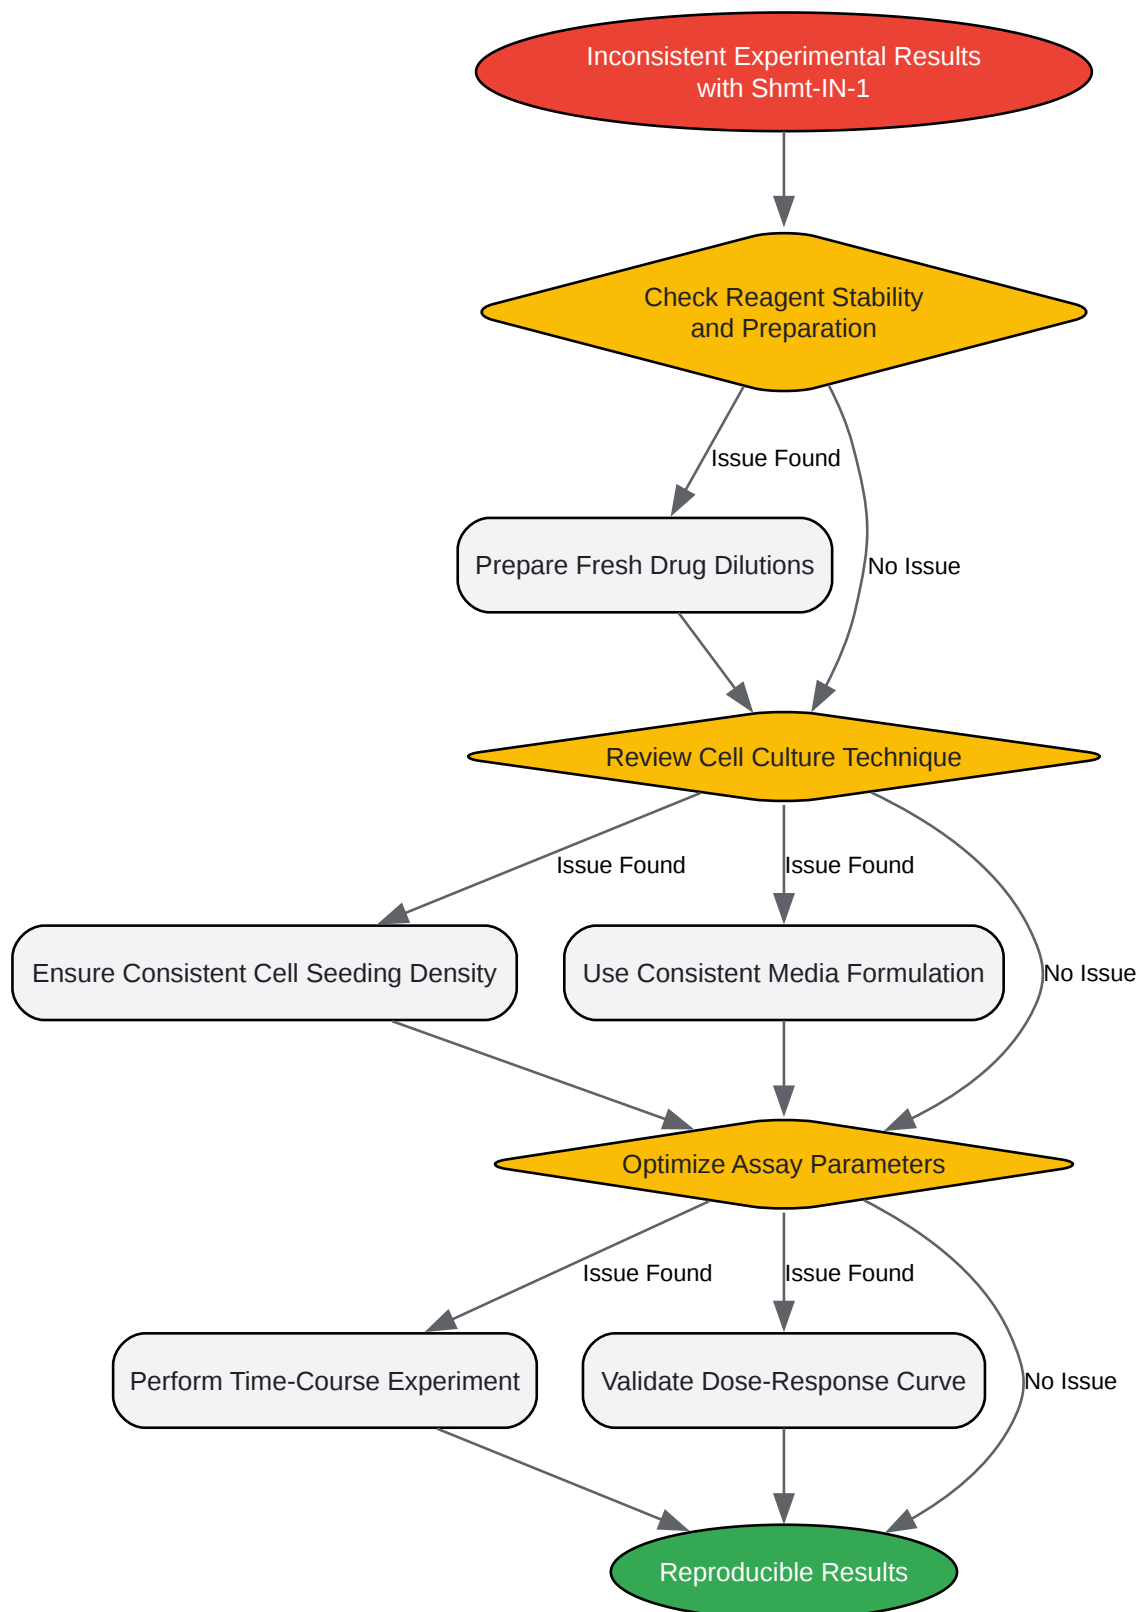 Inconsistent Experimental Results
with Shmt-IN-1
Check Reagent Stability
and Preparation
Issue Found
Prepare Fresh Drug Dilutions
No Issue
Review Cell Culture Technique
Issue Found
Issue Found
Ensure Consistent Cell Seeding Density
Use Consistent Media Formulation
No Issue
Optimize Assay Parameters
Issue Found
Issue Found
Perform Time-Course Experiment
Validate Dose-Response Curve
No Issue
Reproducible Results